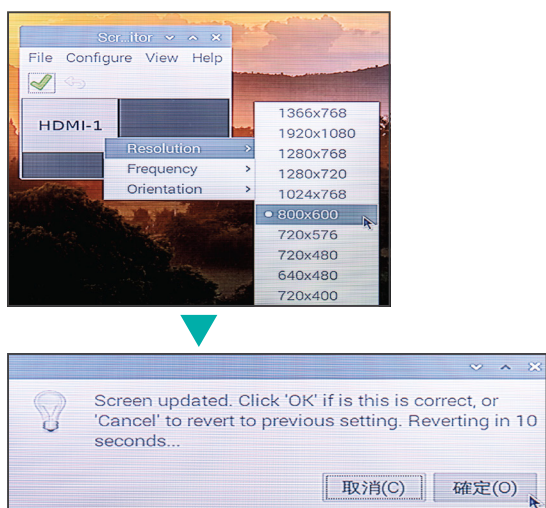 Scr...itor
File Configure View Help
HDMI-1
Resolution
Frequency
Orientation
1366x768
1920x1080
1280x768
1280x720
1024x768
800x600
720x576
720x480
640x480
720x400
Screen updated. Click 'OK' if is this is correct, or
'Cancel' to revert to previous setting. Reverting in 10
seconds...
取消(C) 確定(O)